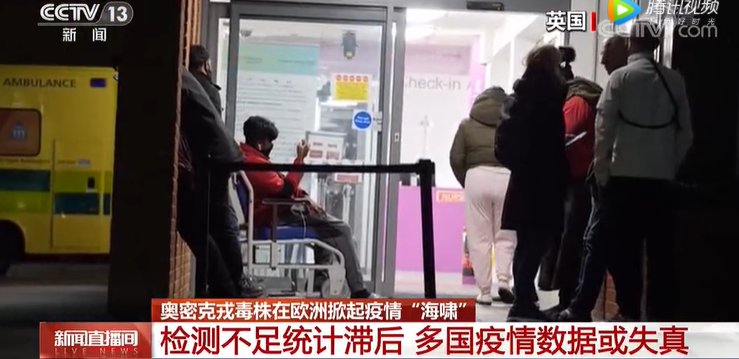 CCTV 13
新闻
英国
腾讯视频
CCTV.com
AMBULANCE
Check-in
NURSE
奥密克戎毒株在欧洲掀起疫情“海啸”
新闻直播间
检测不足统计滞后 多国疫情数据或失真